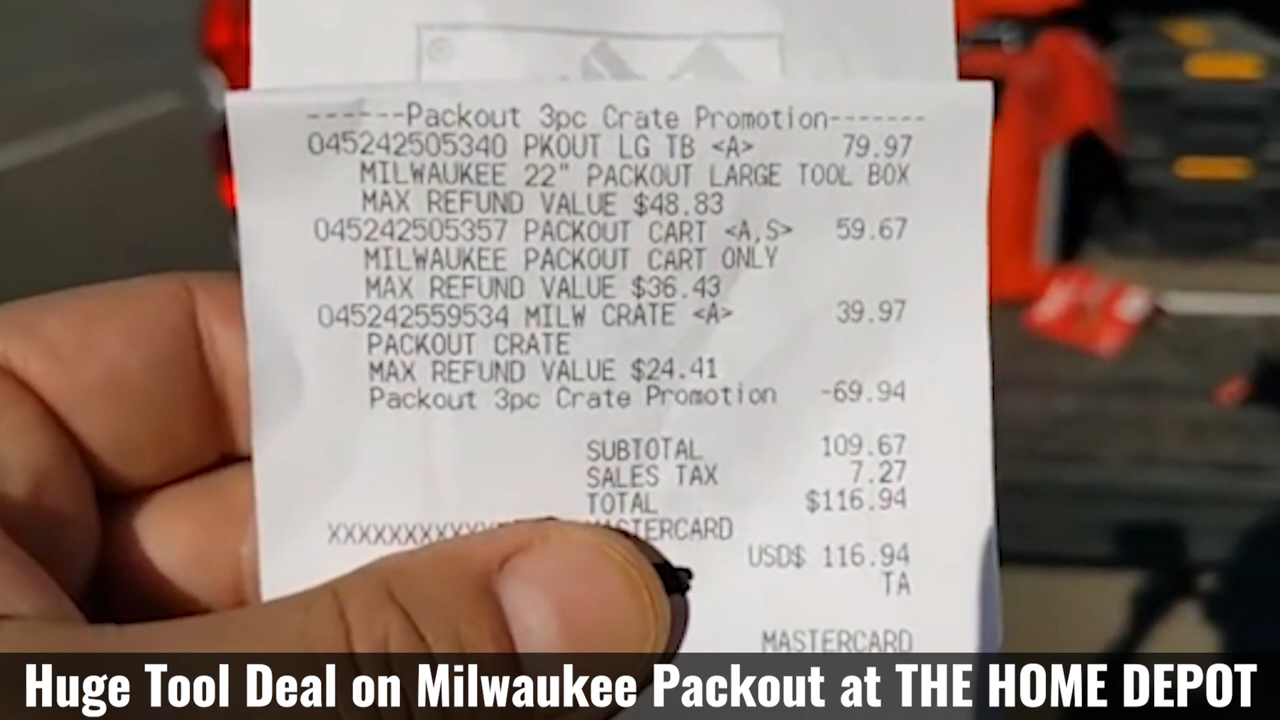 ------Packout 3pc Crate Promotion-------
045242505340 PKOUT LG TB <A> 79.97
MILWAUKEE 22" PACKOUT LARGE TOOL BOX
MAX REFUND VALUE $48.83
045242505357 PACKOUT CART <A,S> 59.67
MILWAUKEE PACKOUT CART ONLY
MAX REFUND VALUE $36.43
045242559534 MILW CRATE <A> 39.97
PACKOUT CRATE
MAX REFUND VALUE $24.41
Packout 3pc Crate Promotion -69.94
SUBTOTAL 109.67
SALES TAX 7.27
TOTAL $116.94
XXXXXXXXXXX MASTERCARD
USD$ 116.94
TA
MASTERCARD
Huge Tool Deal on Milwaukee Packout at THE HOME DEPOT